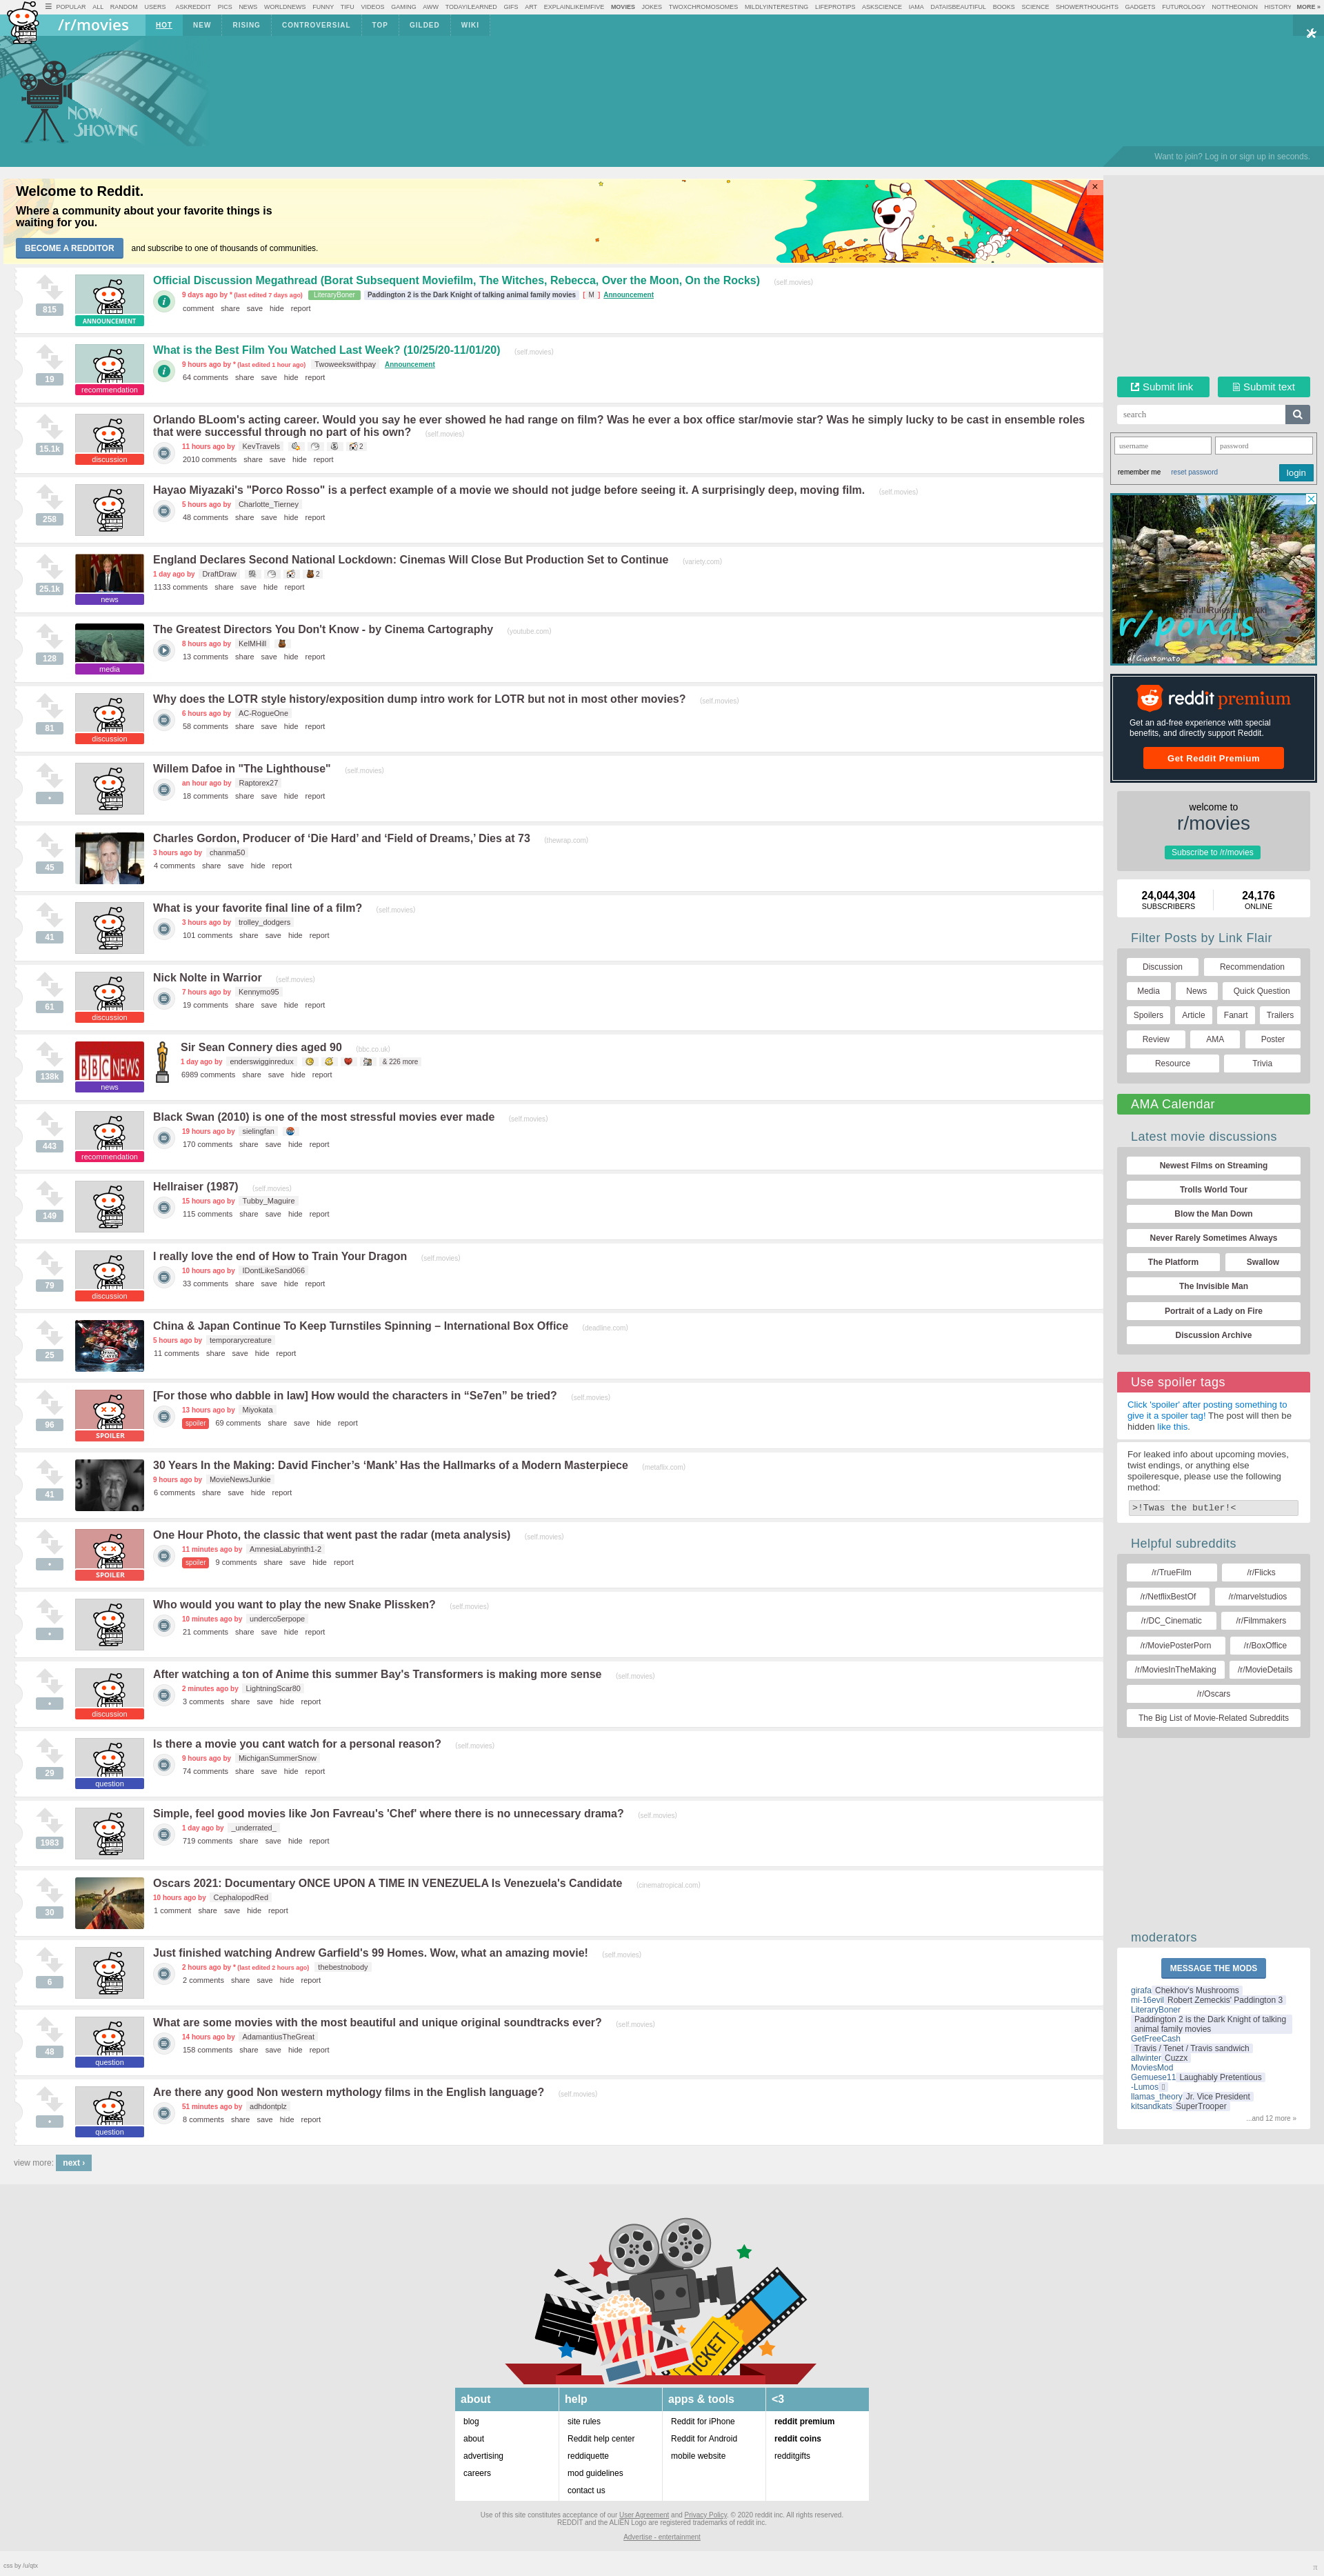 POPULAR ALL RANDOM USERS ASKREDDIT PICS NEWS WORLDNEWS FUNNY TIFU VIDEOS GAMING AWW TODAYILEARNED GIFS ART EXPLAINLIKEIMFIVE MOVIES JOKES TWOXCHROMOSOMES MILDLYINTERESTING LIFEPROTIPS ASKSCIENCE IAMA DATAISBEAUTIFUL BOOKS SCIENCE SHOWERTHOUGHTS GADGETS FUTUROLOGY NOTTHEONION HISTORY MORE »
/r/movies HOT NEW RISING CONTROVERSIAL TOP GILDED WIKI
NOW SHOWING
Want to join? Log in or sign up in seconds.
Welcome to Reddit.
Where a community about your favorite things is
waiting for you.
BECOME A REDDITOR and subscribe to one of thousands of communities.
Official Discussion Megathread (Borat Subsequent Moviefilm, The Witches, Rebecca, Over the Moon, On the Rocks) (self.movies)
9 days ago by * (last edited 7 days ago) LiteraryBoner Paddington 2 is the Dark Knight of talking animal family movies [ M ] Announcement
815
comment share save hide report
ANNOUNCEMENT
What is the Best Film You Watched Last Week? (10/25/20-11/01/20) (self.movies)
9 hours ago by * (last edited 1 hour ago) Twoweekswithpay Announcement
19
64 comments share save hide report
recommendation
Orlando BLoom's acting career. Would you say he ever showed he had range on film? Was he ever a box office star/movie star? Was he simply lucky to be cast in ensemble roles
that were successful through no part of his own? (self.movies)
11 hours ago by KevTravels 2
15.1k
2010 comments share save hide report
discussion
Hayao Miyazaki's "Porco Rosso" is a perfect example of a movie we should not judge before seeing it. A surprisingly deep, moving film. (self.movies)
5 hours ago by Charlotte_Tierney
258
48 comments share save hide report
England Declares Second National Lockdown: Cinemas Will Close But Production Set to Continue (variety.com)
1 day ago by DraftDraw 2
25.1k
1133 comments share save hide report
news
The Greatest Directors You Don't Know - by Cinema Cartography (youtube.com)
8 hours ago by KelMHill
128
13 comments share save hide report
media
Why does the LOTR style history/exposition dump intro work for LOTR but not in most other movies? (self.movies)
6 hours ago by AC-RogueOne
81
58 comments share save hide report
discussion
Willem Dafoe in "The Lighthouse" (self.movies)
an hour ago by Raptorex27
•
18 comments share save hide report
Charles Gordon, Producer of ‘Die Hard’ and ‘Field of Dreams,’ Dies at 73 (thewrap.com)
3 hours ago by chanma50
45
4 comments share save hide report
What is your favorite final line of a film? (self.movies)
3 hours ago by trolley_dodgers
41
101 comments share save hide report
Nick Nolte in Warrior (self.movies)
7 hours ago by Kennymo95
61
19 comments share save hide report
discussion
Sir Sean Connery dies aged 90 (bbc.co.uk)
BBC NEWS
1 day ago by enderswigginredux & 226 more
138k
6989 comments share save hide report
news
Black Swan (2010) is one of the most stressful movies ever made (self.movies)
19 hours ago by sielingfan
443
170 comments share save hide report
recommendation
Hellraiser (1987) (self.movies)
15 hours ago by Tubby_Maguire
149
115 comments share save hide report
I really love the end of How to Train Your Dragon (self.movies)
10 hours ago by IDontLikeSand066
79
33 comments share save hide report
discussion
China & Japan Continue To Keep Turnstiles Spinning – International Box Office (deadline.com)
5 hours ago by temporarycreature
25
11 comments share save hide report
[For those who dabble in law] How would the characters in “Se7en” be tried? (self.movies)
13 hours ago by Miyokata
96
spoiler 69 comments share save hide report
SPOILER
30 Years In the Making: David Fincher’s ‘Mank’ Has the Hallmarks of a Modern Masterpiece (metaflix.com)
9 hours ago by MovieNewsJunkie
41
6 comments share save hide report
One Hour Photo, the classic that went past the radar (meta analysis) (self.movies)
11 minutes ago by AmnesiaLabyrinth1-2
•
spoiler 9 comments share save hide report
SPOILER
Who would you want to play the new Snake Plissken? (self.movies)
10 minutes ago by underco5erpope
•
21 comments share save hide report
After watching a ton of Anime this summer Bay's Transformers is making more sense (self.movies)
2 minutes ago by LightningScar80
•
3 comments share save hide report
discussion
Is there a movie you cant watch for a personal reason? (self.movies)
9 hours ago by MichiganSummerSnow
29
74 comments share save hide report
question
Simple, feel good movies like Jon Favreau's 'Chef' where there is no unnecessary drama? (self.movies)
1 day ago by _underrated_
1983
719 comments share save hide report
Oscars 2021: Documentary ONCE UPON A TIME IN VENEZUELA Is Venezuela's Candidate (cinematropical.com)
10 hours ago by CephalopodRed
30
1 comment share save hide report
Just finished watching Andrew Garfield's 99 Homes. Wow, what an amazing movie! (self.movies)
2 hours ago by * (last edited 2 hours ago) thebestnobody
6
2 comments share save hide report
What are some movies with the most beautiful and unique original soundtracks ever? (self.movies)
14 hours ago by AdamantiusTheGreat
48
158 comments share save hide report
question
Are there any good Non western mythology films in the English language? (self.movies)
51 minutes ago by adhdontplz
•
8 comments share save hide report
question
view more: next ›
Submit link Submit text
search
username password
remember me reset password login
r/ponds
u/Giantomato
reddit premium
Get an ad-free experience with special
benefits, and directly support Reddit.
Get Reddit Premium
welcome to
r/movies
Subscribe to /r/movies
24,044,304 24,176
SUBSCRIBERS ONLINE
Filter Posts by Link Flair
Discussion Recommendation
Media News Quick Question
Spoilers Article Fanart Trailers
Review AMA Poster
Resource Trivia
AMA Calendar
Latest movie discussions
Newest Films on Streaming
Trolls World Tour
Blow the Man Down
Never Rarely Sometimes Always
The Platform Swallow
The Invisible Man
Portrait of a Lady on Fire
Discussion Archive
Use spoiler tags
Click 'spoiler' after posting something to
give it a spoiler tag! The post will then be
hidden like this.
For leaked info about upcoming movies,
twist endings, or anything else
spoileresque, please use the following
method:
>!Twas the butler!<
Helpful subreddits
/r/TrueFilm /r/Flicks
/r/NetflixBestOf /r/marvelstudios
/r/DC_Cinematic /r/Filmmakers
/r/MoviePosterPorn /r/BoxOffice
/r/MoviesInTheMaking /r/MovieDetails
/r/Oscars
The Big List of Movie-Related Subreddits
moderators
MESSAGE THE MODS
girafa Chekhov's Mushrooms
mi-16evil Robert Zemeckis' Paddington 3
LiteraryBoner
Paddington 2 is the Dark Knight of talking
animal family movies
GetFreeCash
Travis / Tenet / Travis sandwich
allwinter Cuzzx
MoviesMod
Gemuese11 Laughably Pretentious
-Lumos
llamas_theory Jr. Vice President
kitsandkats SuperTrooper
...and 12 more »
TICKET
about help apps & tools <3
blog site rules Reddit for iPhone reddit premium
about Reddit help center Reddit for Android reddit coins
advertising reddiquette mobile website redditgifts
careers mod guidelines
contact us
Use of this site constitutes acceptance of our User Agreement and Privacy Policy. © 2020 reddit inc. All rights reserved.
REDDIT and the ALIEN Logo are registered trademarks of reddit inc.
Advertise - entertainment
css by /u/qtx
π